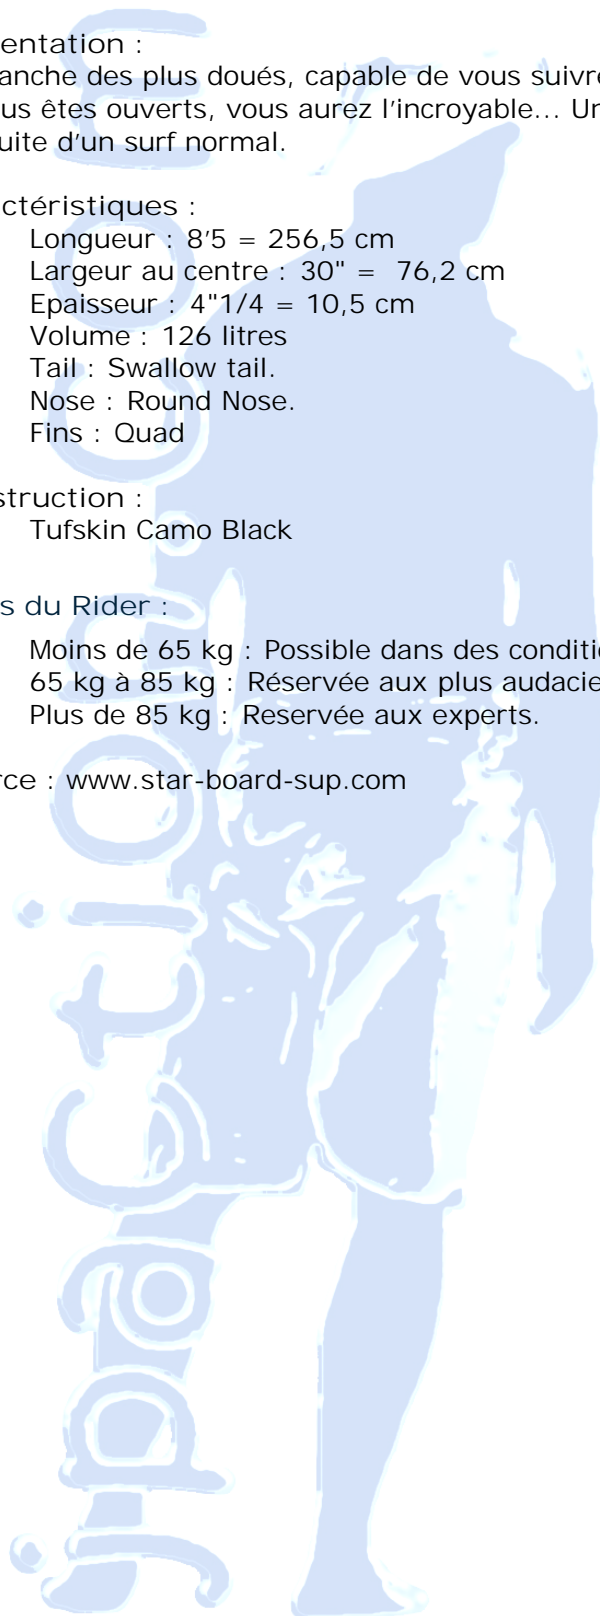 entation :
anche des plus doués, capable de vous suivre
us êtes ouverts, vous aurez l'incroyable... Un
uite d'un surf normal.
ctéristiques :
Longueur : 8'5 = 256,5 cm
Largeur au centre : 30" = 76,2 cm
Epaisseur : 4"1/4 = 10,5 cm
Volume : 126 litres
Tail : Swallow tail.
Nose : Round Nose.
Fins : Quad
struction :
Tufskin Camo Black
s du Rider :
Moins de 65 kg : Possible dans des conditi
65 kg à 85 kg : Réservée aux plus audacie
Plus de 85 kg : Reservée aux experts.
rce : www.star-board-sup.com
jpaction.com